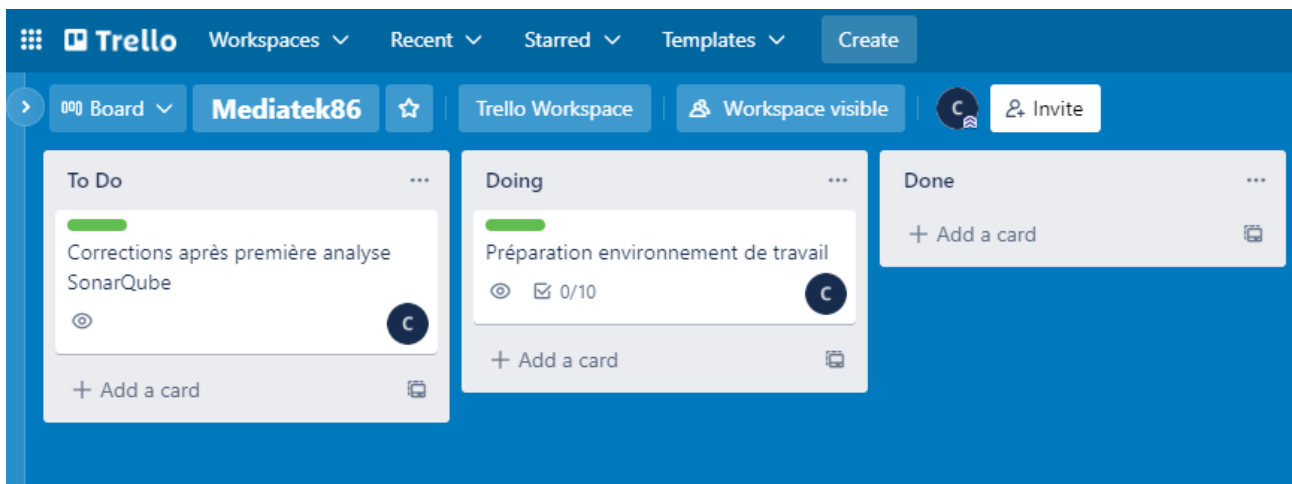 Trello Workspaces Recent Starred Templates Create
Board Mediatek86 Trello Workspace Workspace visible C Invite
To Do
Corrections après première analyse
SonarQube
C
+ Add a card
Doing
Préparation environnement de travail
0/10 C
+ Add a card
Done
+ Add a card